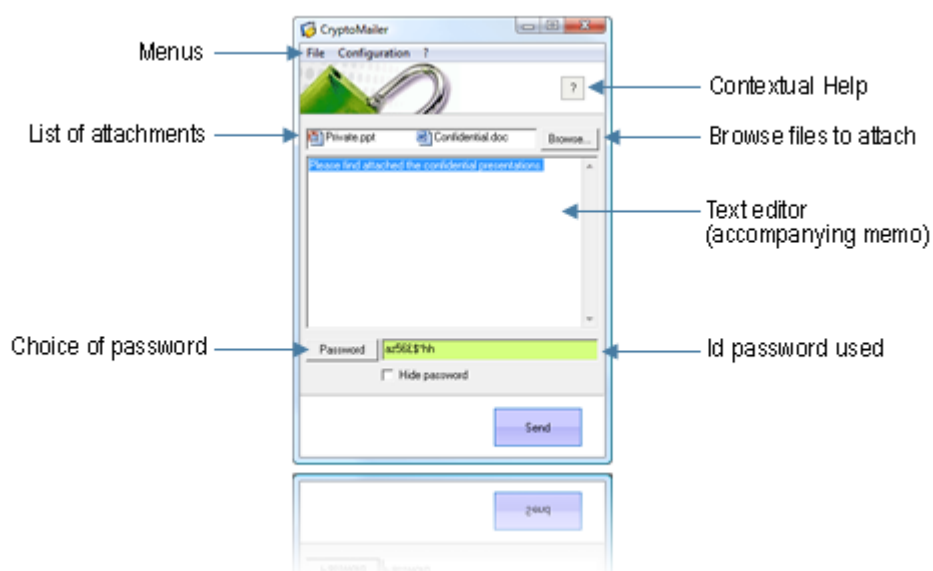 CryptoMailer
Menus
File Configuration ?
?
Contextual Help
List of attachments
Private.ppt Confidential.doc Browse...
Browse files to attach
Please find attached the confidential presentations.
Text editor
(accompanying memo)
Choice of password
Password
Id password used
Hide password
Send
Send